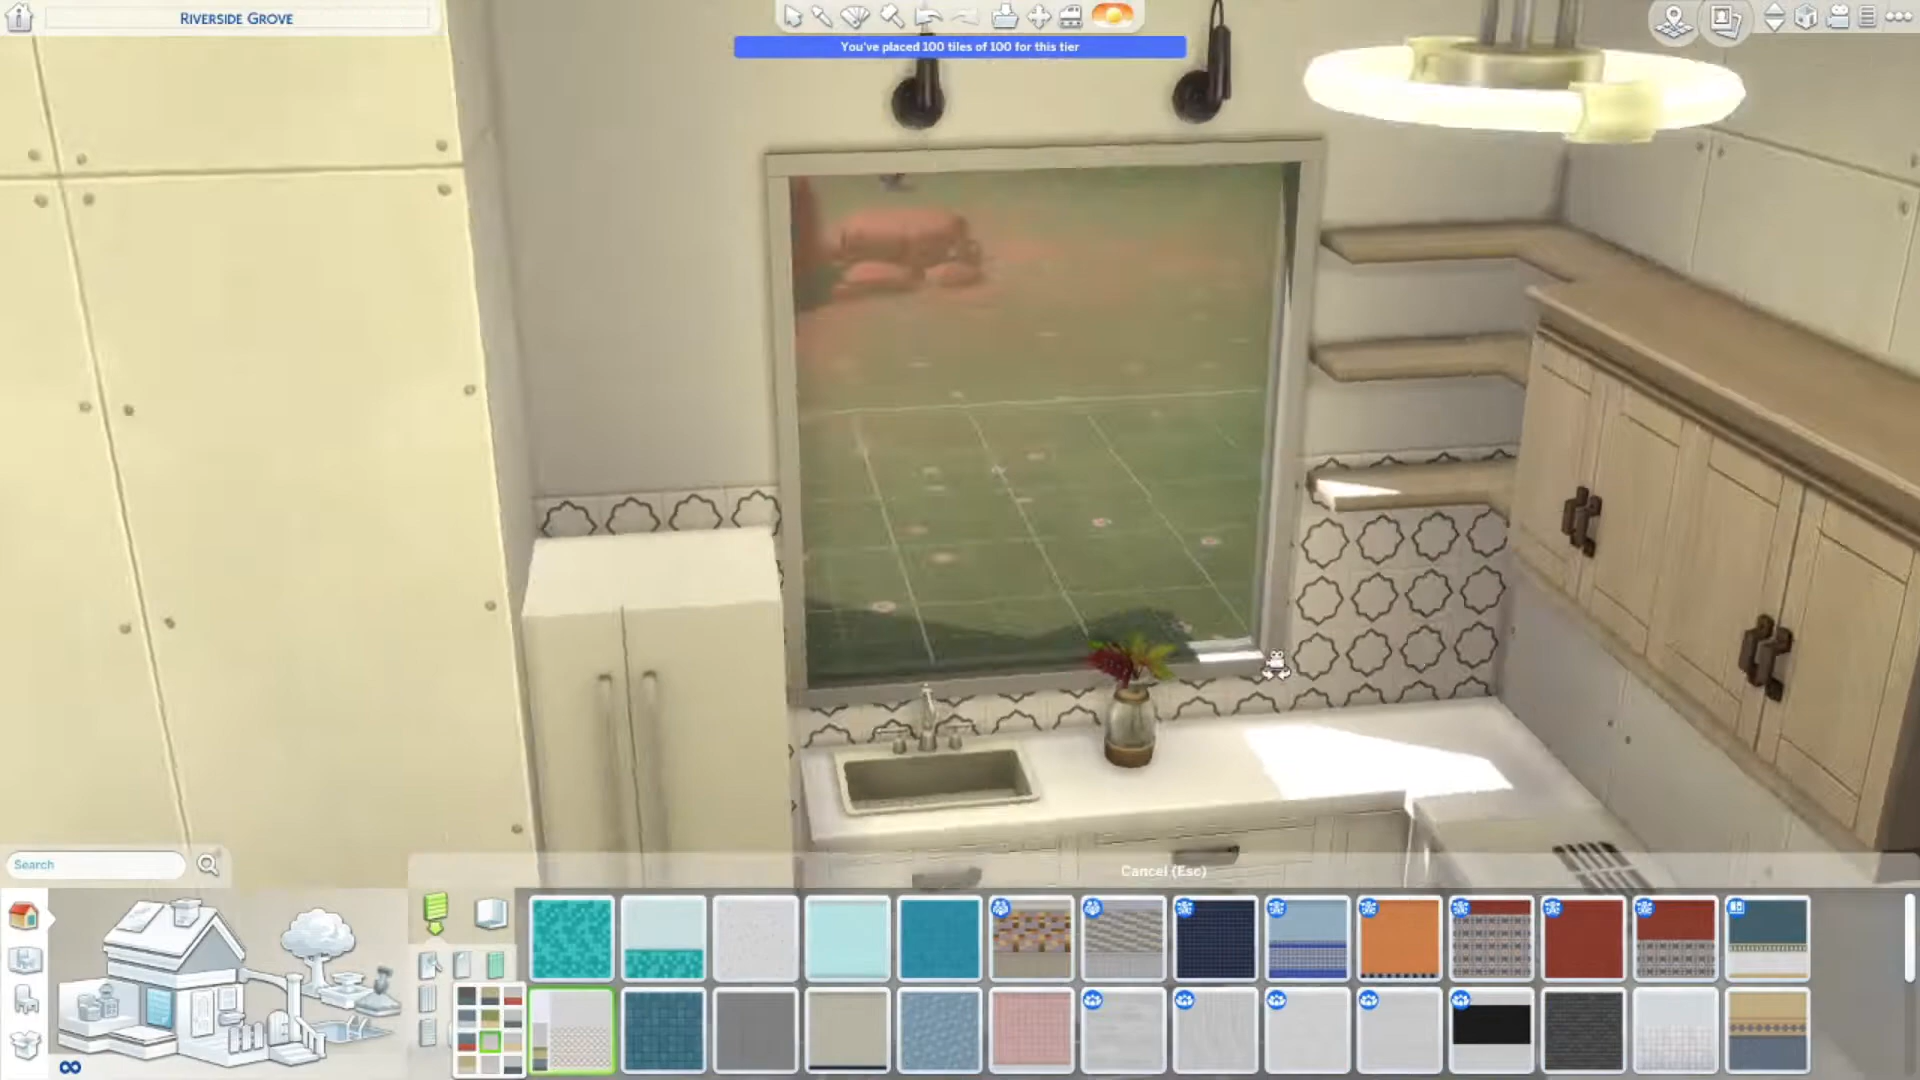 RIVERSIDE GROVE
You've placed 100 tiles of 100 for this tier
Search
Cancel (Esc)